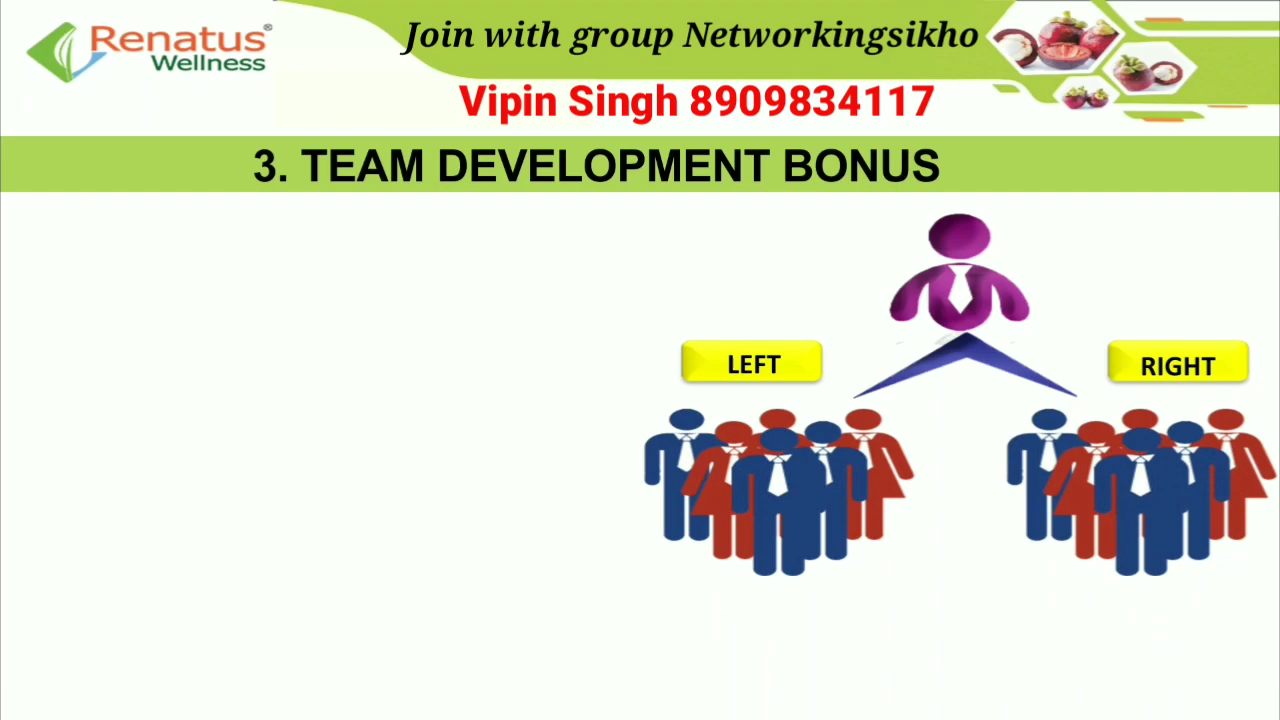 Renatus®
Wellness
Join with group Networkingsikho
Vipin Singh 8909834117
3. TEAM DEVELOPMENT BONUS
LEFT
RIGHT